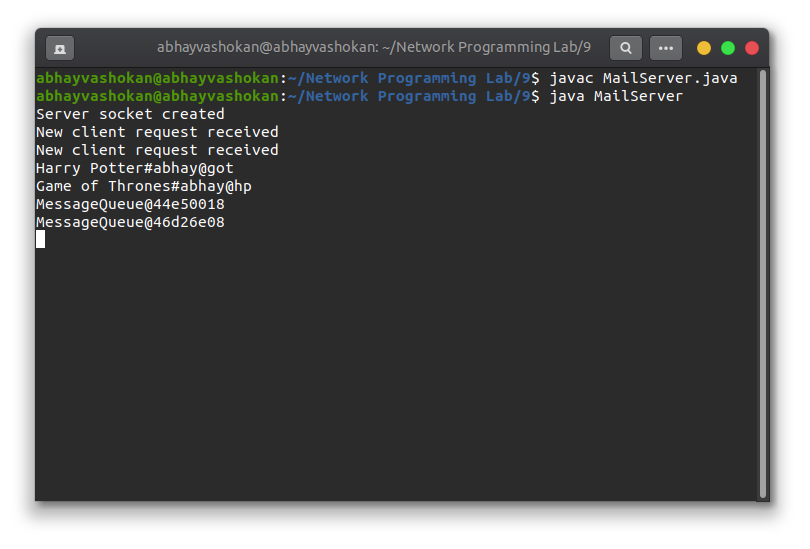 abhayvashokan@abhayvashokan: ~/Network Programming Lab/9
abhayvashokan@abhayvashokan:~/Network Programming Lab/9$ javac MailServer.java
abhayvashokan@abhayvashokan:~/Network Programming Lab/9$ java MailServer
Server socket created
New client request received
New client request received
Harry Potter#abhay@got
Game of Thrones#abhay@hp
MessageQueue@44e50018
MessageQueue@46d26e08